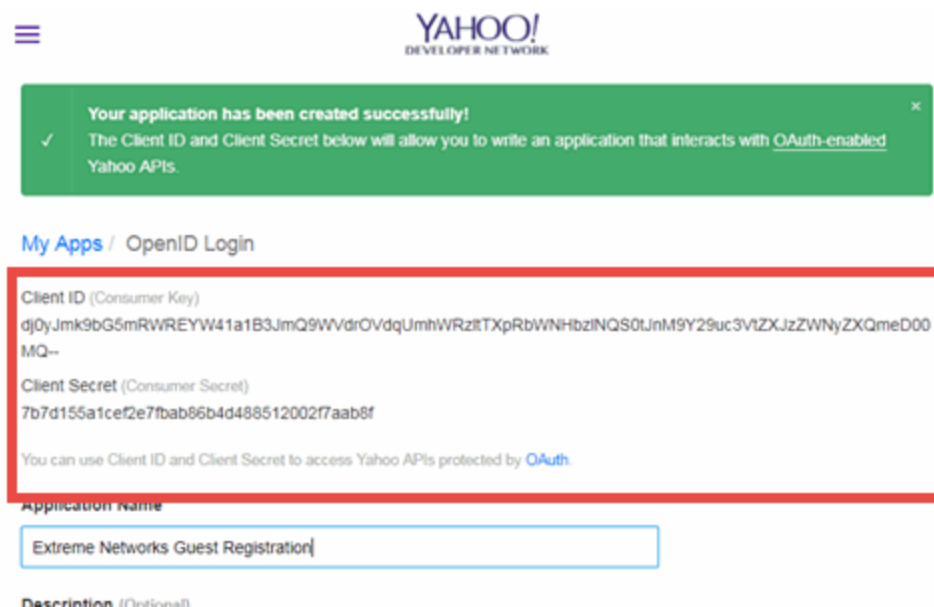 YAHOO!
DEVELOPER NETWORK
Your application has been created successfully!
The Client ID and Client Secret below will allow you to write an application that interacts with OAuth-enabled
Yahoo APIs.
My Apps / OpenID Login
Client ID (Consumer Key)
dj0yJmk9bG5mRWREYW41a1B3JmQ9WVdrOVdqUmhWRzltTXpRbWNHbzlNQS0tJnM9Y29uc3VtZXJzZWNyZXQmeD00
MQ--
Client Secret (Consumer Secret)
7b7d155a1cef2e7fbab86b4d488512002f7aab8f
You can use Client ID and Client Secret to access Yahoo APIs protected by OAuth.
Application Name
Extreme Networks Guest Registration
Description (Optional)